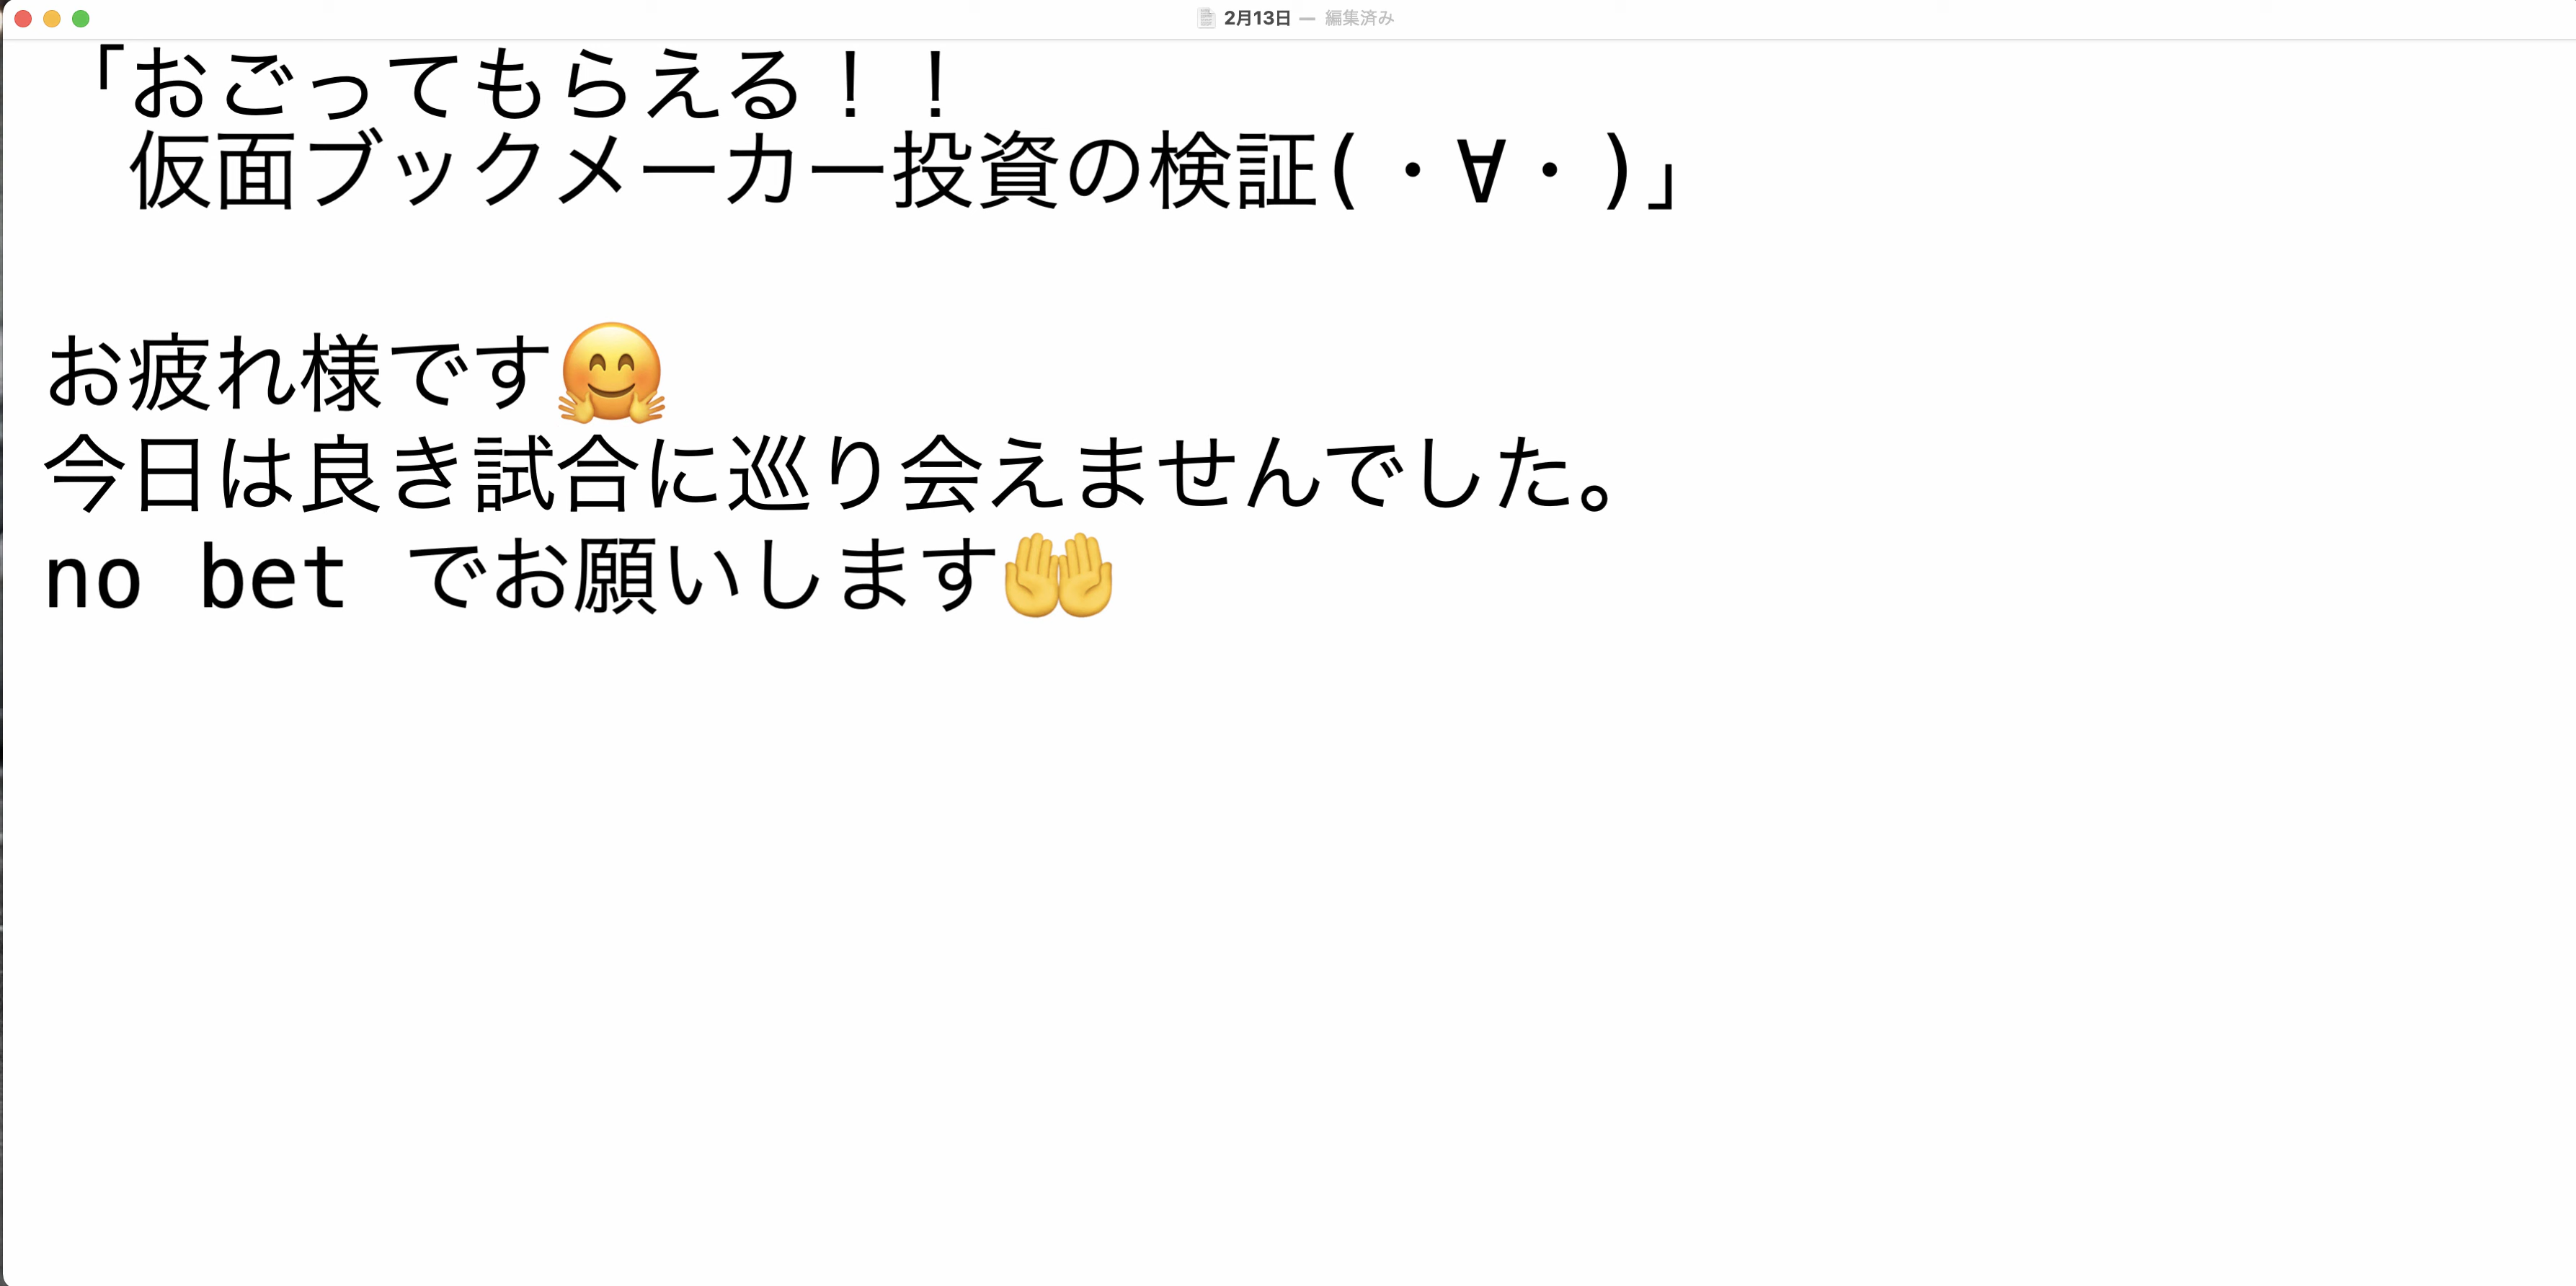 2月13日 — 編集済み
「おごってもらえる！！
仮面ブックメーカー投資の検証(・∀・)」
お疲れ様です🤗
今日は良き試合に巡り会えませんでした。
no bet でお願いします🤲